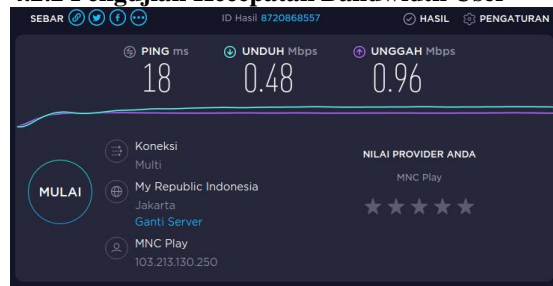 SEBAR ID Hasil 8720868557 HASIL PENGATURAN
PING ms UNDUH Mbps UNGGAH Mbps
18 0.48 0.96
Koneksi
Multi
NILAI PROVIDER ANDA
MNC Play
MULAI
My Republic Indonesia
Jakarta
Ganti Server
MNC Play
103.213.130.250